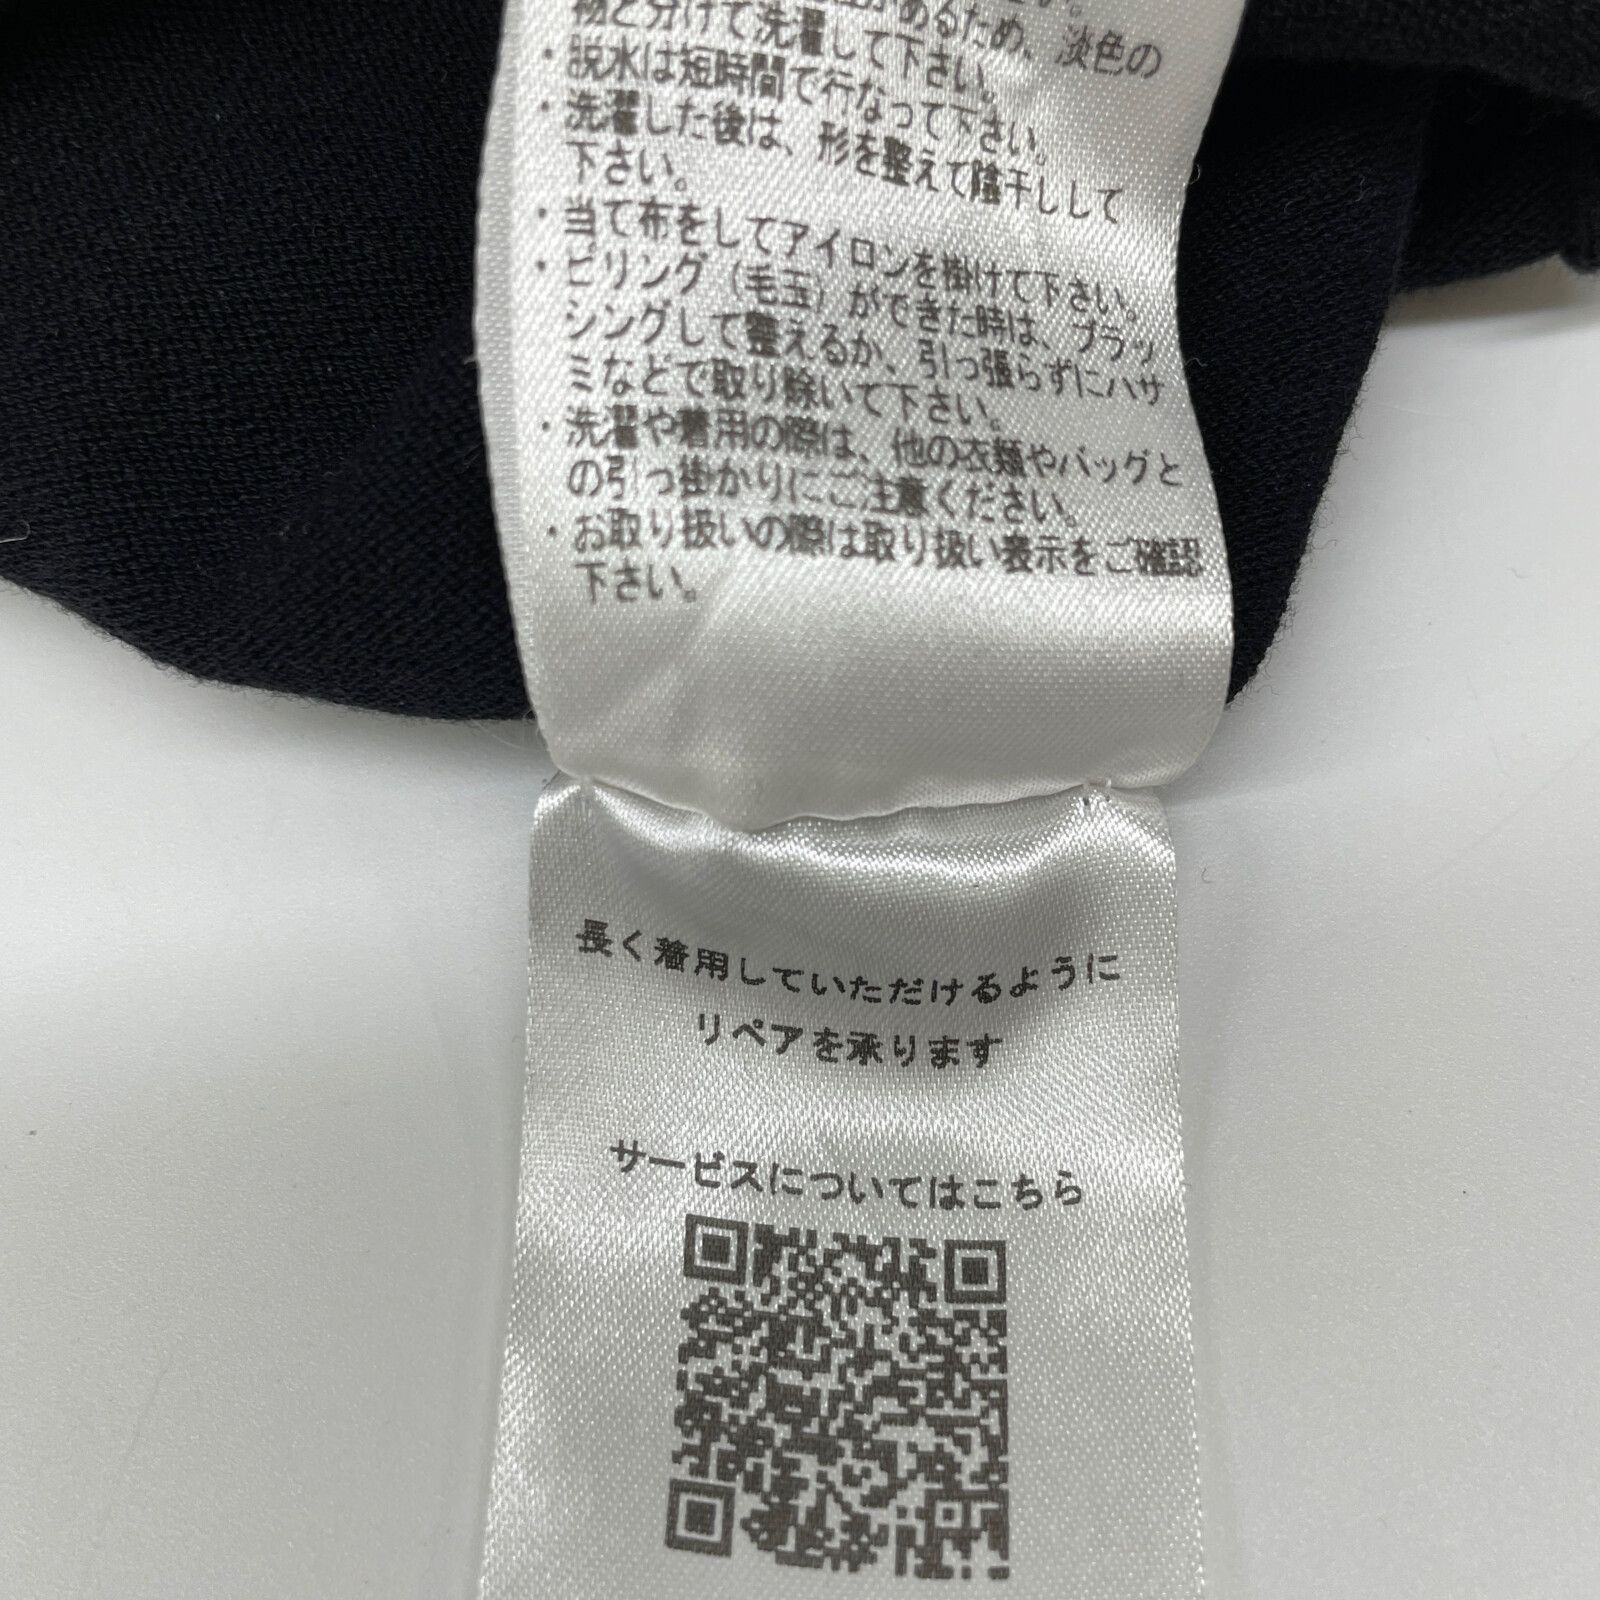 があるため、淡色の
物と分けて洗濯して下さい。
・脱水は短時間で行なって下さい。
・洗濯した後は、形を整えて陰干しして
下さい。
・当て布をしてアイロンを掛けて下さい。
・ピリング（毛玉）ができた時は、ブラッ
シングして整えるか、引っ張らずにハサ
ミなどで取り除いて下さい。
・洗濯や着用の際は、他の衣類やバッグと
の引っ掛かりにご注意ください。
・お取り扱いの際は取り扱い表示をご確認
下さい。
長く着用していただけるように
リペアを承ります
サービスについてはこちら